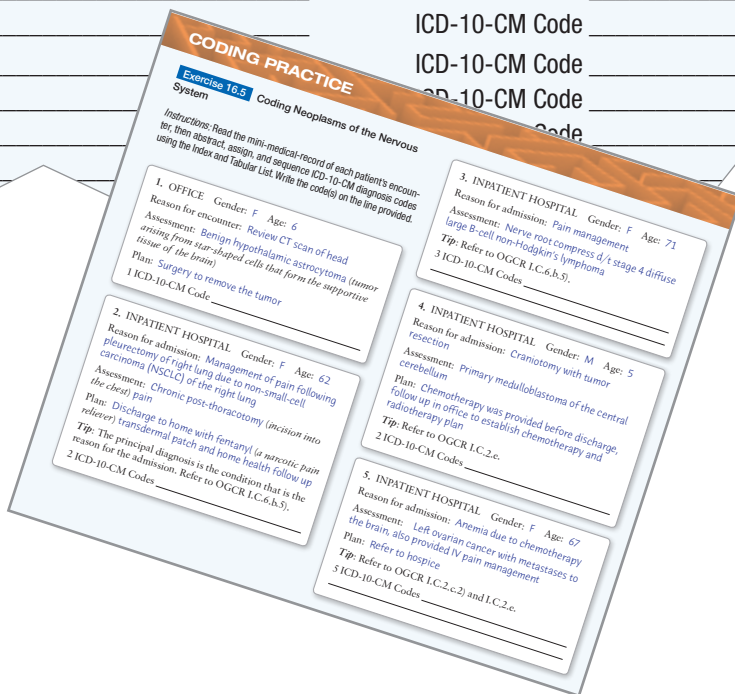 ICD-10-CM Code
ICD-10-CM Code
-10-CM Code
CODING PRACTICE
Exercise 16.5 Coding Neoplasms of the Nervous
System
Instructions: Read the mini-medical-record of each patient's encoun-
ter, then abstract, assign, and sequence ICD-10-CM diagnosis codes
using the Index and Tabular List. Write the code(s) on the line provided.
1. OFFICE Gender: F Age: 6
Reason for encounter: Review CT scan of head
Assessment: Benign hypothalamic astrocytoma (tumor
arising from star-shaped cells that form the supportive
tissue of the brain)
Plan: Surgery to remove the tumor
1 ICD-10-CM Code
2. INPATIENT HOSPITAL Gender: F Age: 62
Reason for admission: Management of pain following
pleurectomy of right lung due to non-small-cell
carcinoma (NSCLC) of the right lung
Assessment: Chronic post-thoracotomy (incision into
the chest) pain
Plan: Discharge to home with fentanyl (a narcotic pain
reliever) transdermal patch and home health follow up
Tip: The principal diagnosis is the condition that is the
reason for the admission. Refer to OGCR I.C.6.b.5).
2 ICD-10-CM Codes
3. INPATIENT HOSPITAL Gender: F Age: 71
Reason for admission: Pain management
Assessment: Nerve root compress d/t stage 4 diffuse
large B-cell non-Hodgkin's lymphoma
Tip: Refer to OGCR I.C.6.b.5).
3 ICD-10-CM Codes
4. INPATIENT HOSPITAL Gender: M Age: 5
Reason for admission: Craniotomy with tumor
resection
Assessment: Primary medulloblastoma of the central
cerebellum
Plan: Chemotherapy was provided before discharge,
follow up in office to establish chemotherapy and
radiotherapy plan
Tip: Refer to OGCR I.C.2.e.
2 ICD-10-CM Codes
5. INPATIENT HOSPITAL Gender: F Age: 67
Reason for admission: Anemia due to chemotherapy
Assessment: Left ovarian cancer with metastases to
the brain, also provided IV pain management
Plan: Refer to hospice
Tip: Refer to OGCR I.C.2.c.2) and I.C.2.e.
5 ICD-10-CM Codes